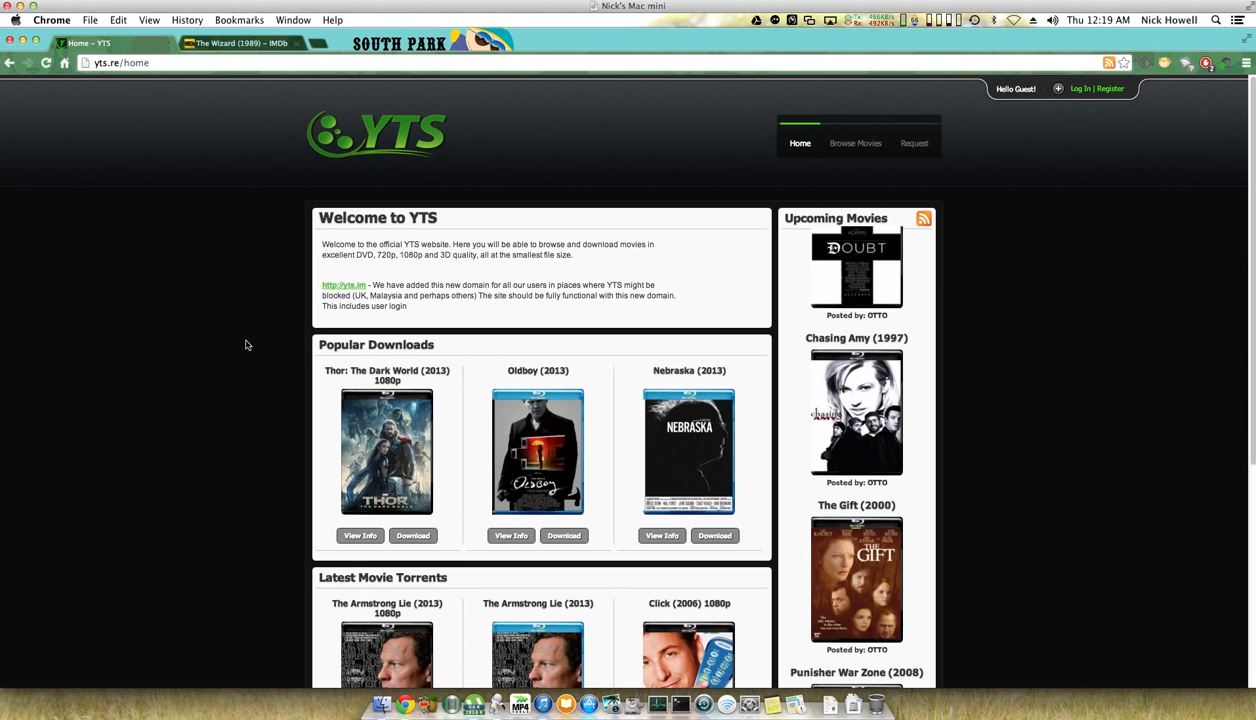 Nick's Mac mini
Chrome File Edit View History Bookmarks Window Help
Thu 12:19 AM Nick Howell
Home – YTS
The Wizard (1989) – IMDb
SOUTH PARK
yts.re/home
Hello Guest! Log In | Register
YTS
Home Browse Movies Request
Welcome to YTS
Welcome to the official YTS website. Here you will be able to browse and download movies in
excellent DVD, 720p, 1080p and 3D quality, all at the smallest file size.
http://yts.im - We have added this new domain for all our users in places where YTS might be
blocked (UK, Malaysia and perhaps others) The site should be fully functional with this new domain.
This includes user login
Popular Downloads
Thor: The Dark World (2013)
1080p
Oldboy (2013)
Nebraska (2013)
THOR
Oldboy
NEBRASKA
View Info Download
View Info Download
View Info Download
Latest Movie Torrents
The Armstrong Lie (2013)
1080p
The Armstrong Lie (2013)
Click (2006) 1080p
Upcoming Movies
ADAMS
DOUBT
Posted by: OTTO
Chasing Amy (1997)
chasing
AMY
Posted by: OTTO
The Gift (2000)
THE
GIFT
Posted by: OTTO
Punisher War Zone (2008)
MP4